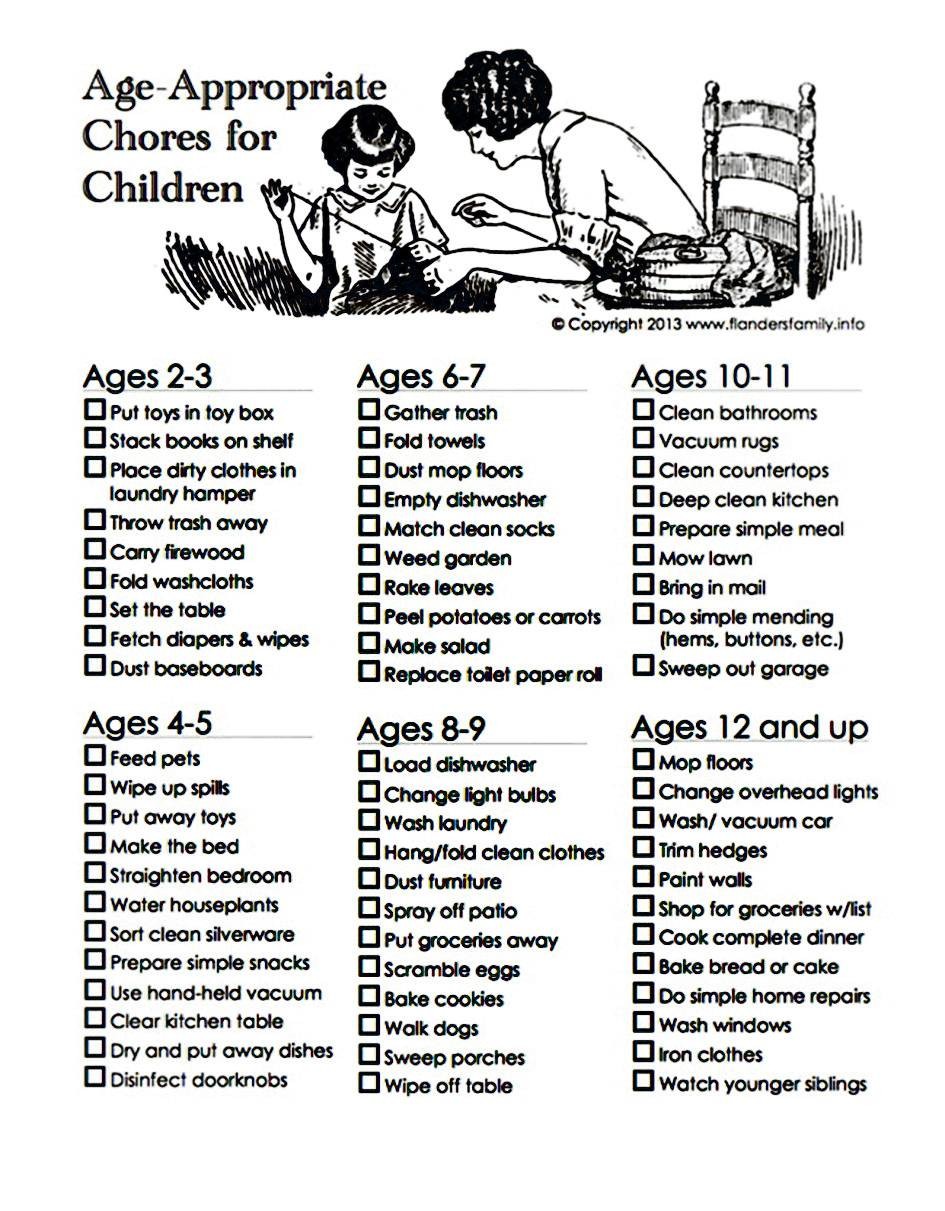 Age-Appropriate
Chores for
Children
© Copyright 2013 www.flandersfamily.info
Ages 2-3
Put toys in toy box
Stack books on shelf
Place dirty clothes in
laundry hamper
Throw trash away
Carry firewood
Fold washcloths
Set the table
Fetch diapers & wipes
Dust baseboards
Ages 4-5
Feed pets
Wipe up spills
Put away toys
Make the bed
Straighten bedroom
Water houseplants
Sort clean silverware
Prepare simple snacks
Use hand-held vacuum
Clear kitchen table
Dry and put away dishes
Disinfect doorknobs
Ages 6-7
Gather trash
Fold towels
Dust mop floors
Empty dishwasher
Match clean socks
Weed garden
Rake leaves
Peel potatoes or carrots
Make salad
Replace toilet paper roll
Ages 8-9
Load dishwasher
Change light bulbs
Wash laundry
Hang/fold clean clothes
Dust furniture
Spray off patio
Put groceries away
Scramble eggs
Bake cookies
Walk dogs
Sweep porches
Wipe off table
Ages 10-11
Clean bathrooms
Vacuum rugs
Clean countertops
Deep clean kitchen
Prepare simple meal
Mow lawn
Bring in mail
Do simple mending
(hems, buttons, etc.)
Sweep out garage
Ages 12 and up
Mop floors
Change overhead lights
Wash/ vacuum car
Trim hedges
Paint walls
Shop for groceries w/list
Cook complete dinner
Bake bread or cake
Do simple home repairs
Wash windows
Iron clothes
Watch younger siblings